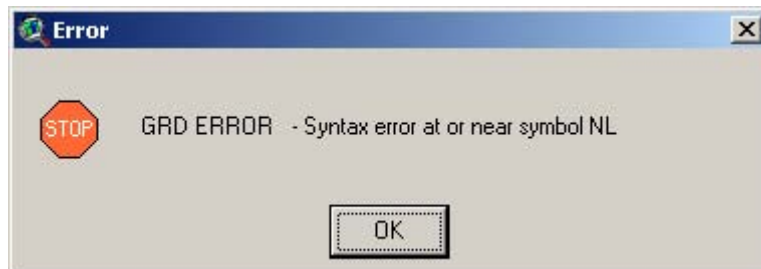 Error
STOP
GRD ERROR - Syntax error at or near symbol NL
OK